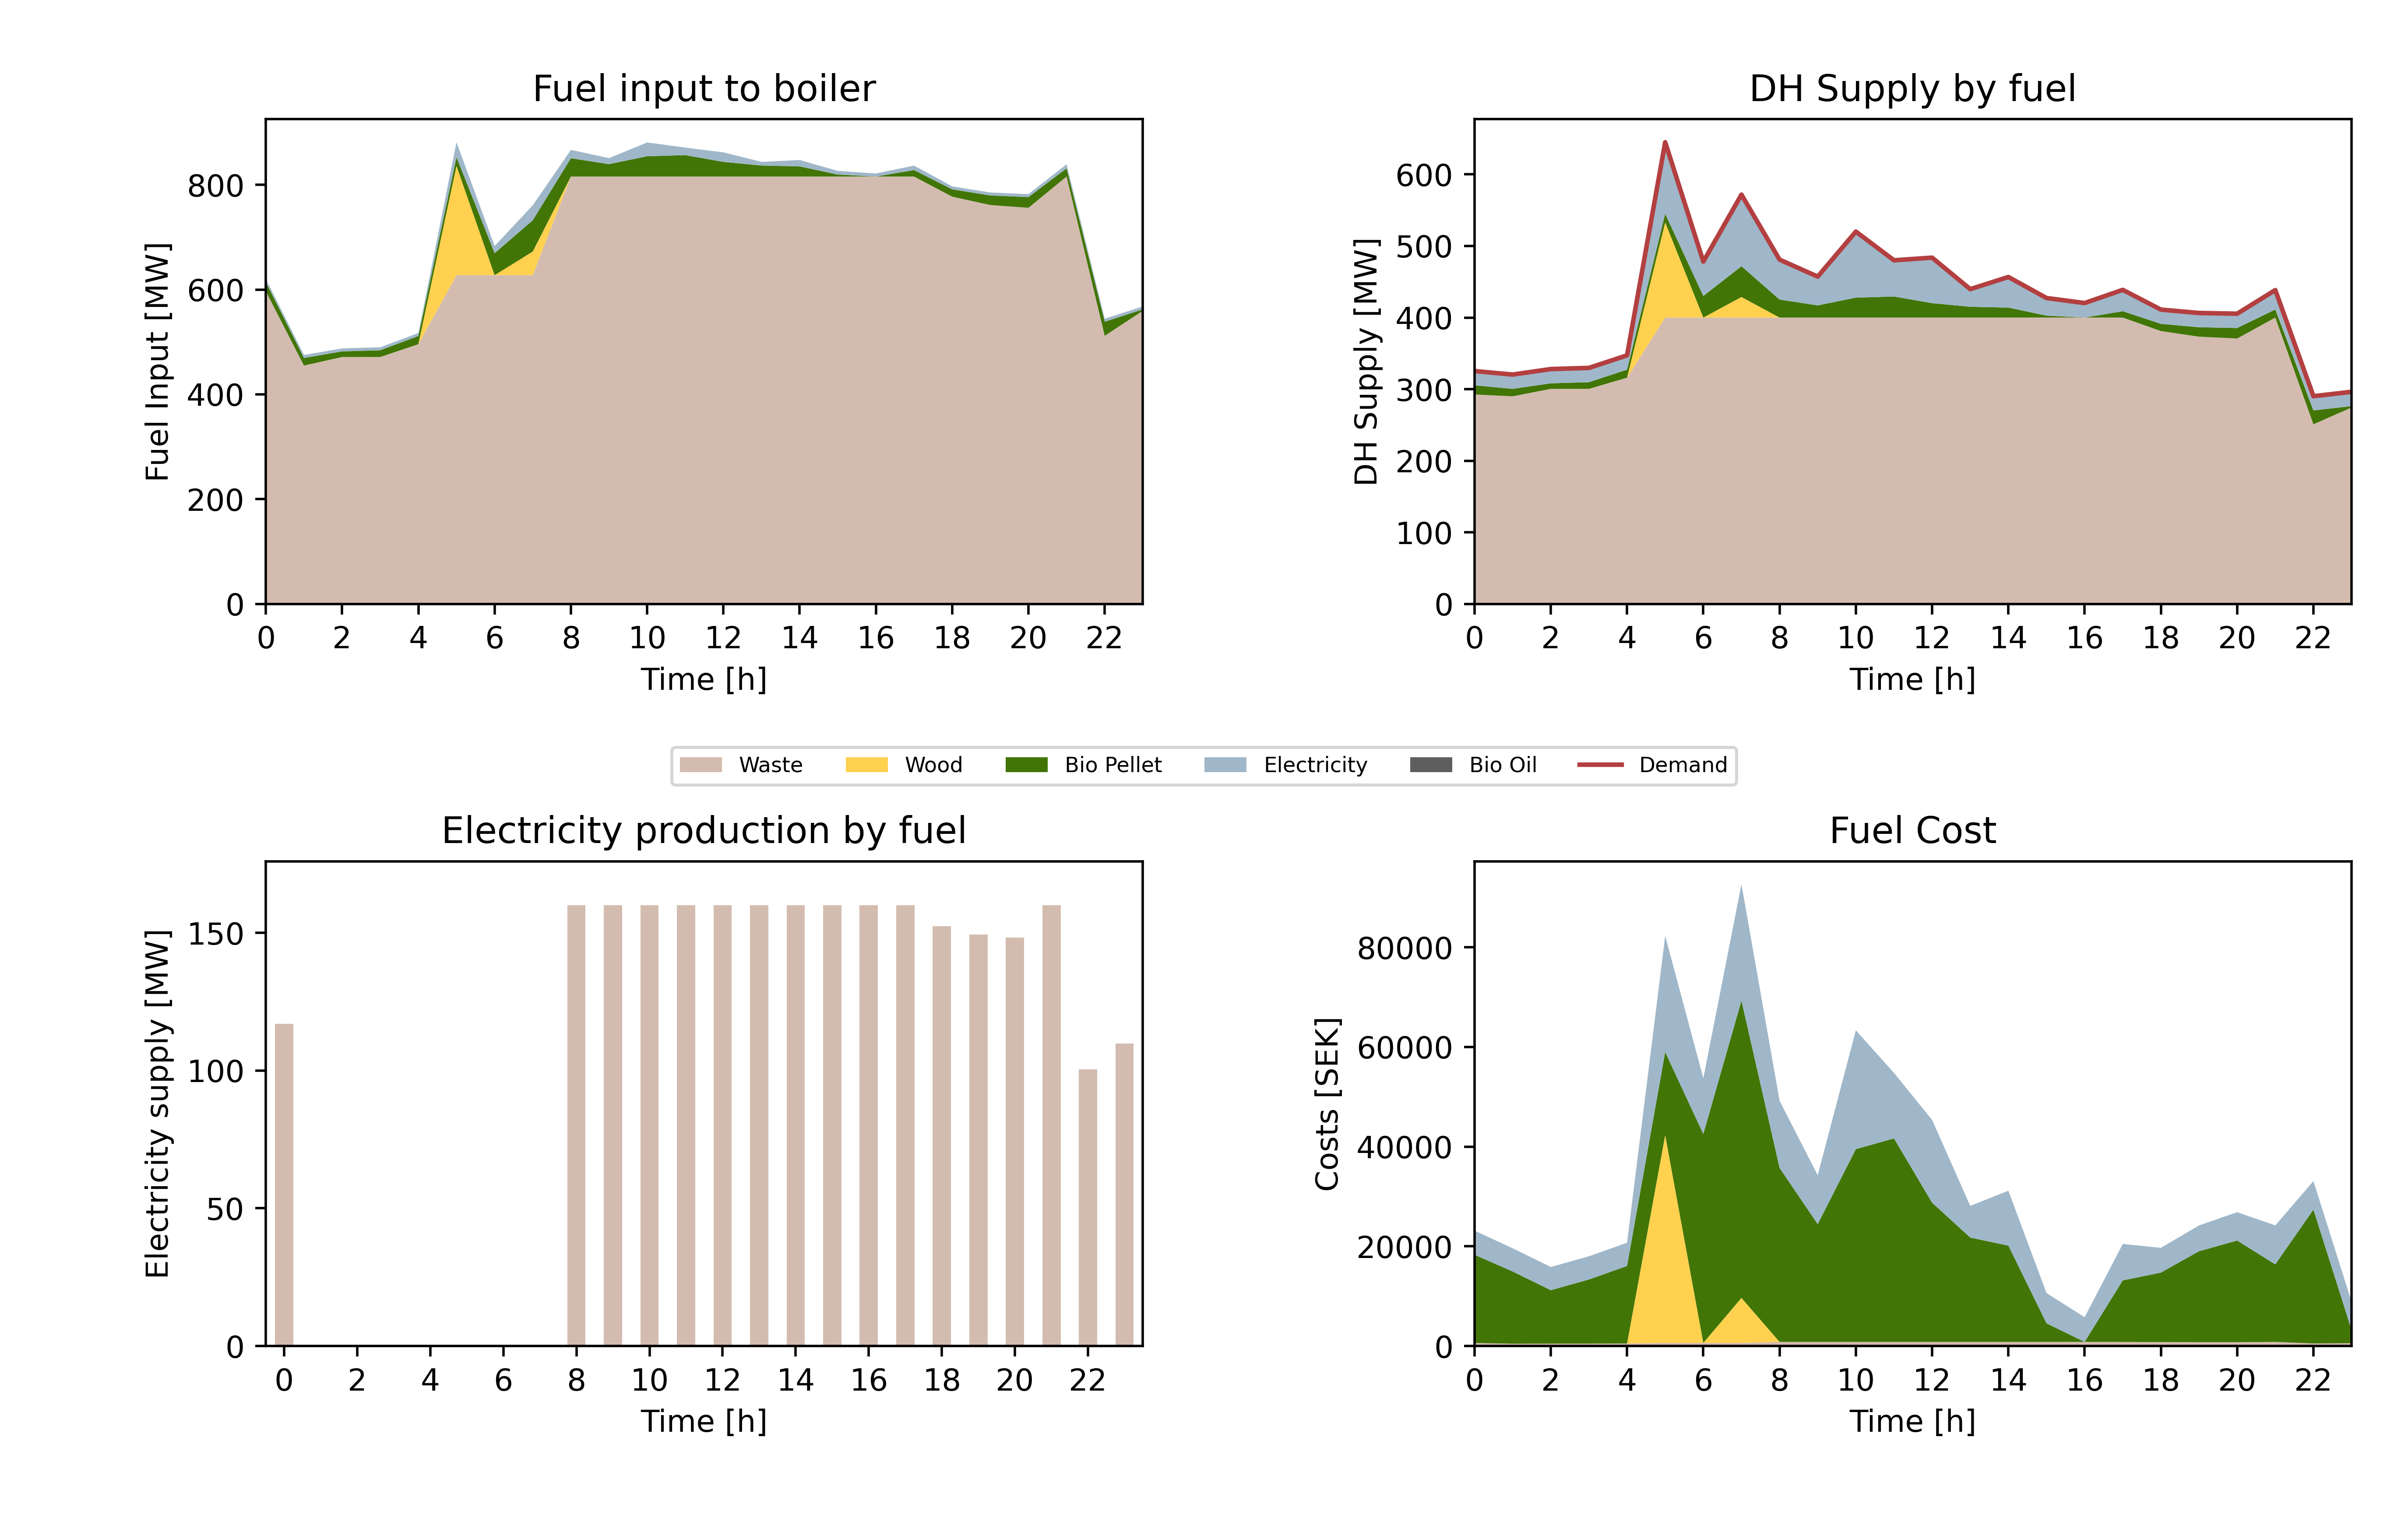 Fuel input to boiler
Fuel Input [MW]
800
600
400
200
0
0 2 4 6 8 10 12 14 16 18 20 22
Time [h]
DH Supply by fuel
DH Supply [MW]
600
500
400
300
200
100
0
0 2 4 6 8 10 12 14 16 18 20 22
Time [h]
Waste Wood Bio Pellet Electricity Bio Oil Demand
Electricity production by fuel
Electricity supply [MW]
150
100
50
0
0 2 4 6 8 10 12 14 16 18 20 22
Time [h]
Fuel Cost
Costs [SEK]
80000
60000
40000
20000
0
0 2 4 6 8 10 12 14 16 18 20 22
Time [h]